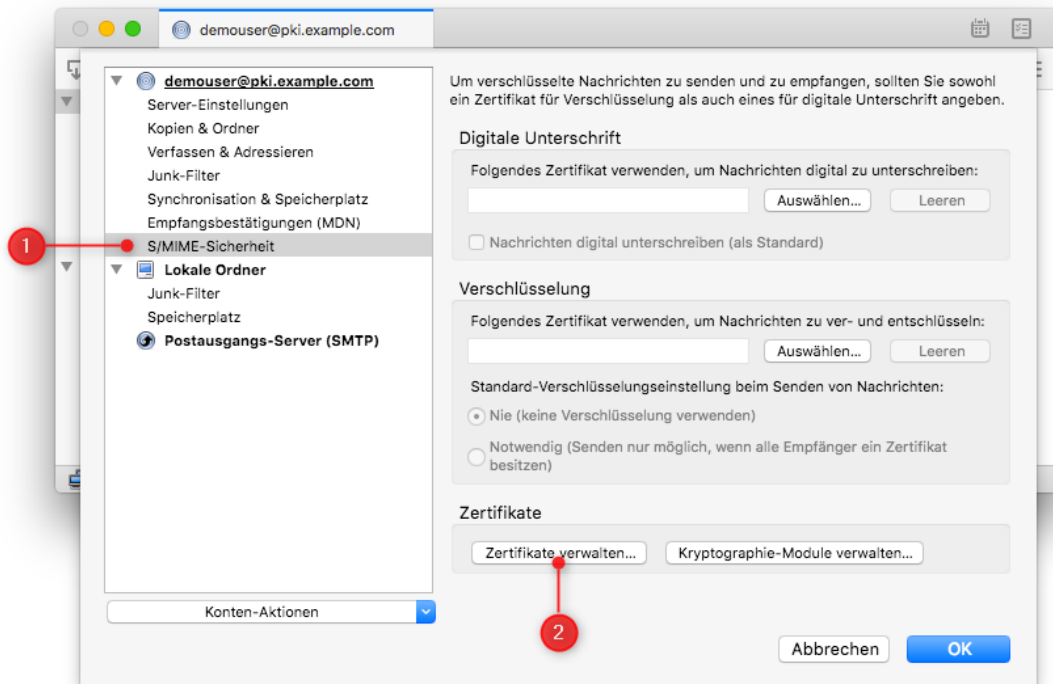 demouser@pki.example.com
demouser@pki.example.com
Server-Einstellungen
Kopien & Ordner
Verfassen & Adressieren
Junk-Filter
Synchronisation & Speicherplatz
Empfangsbestätigungen (MDN)
1
S/MIME-Sicherheit
Lokale Ordner
Junk-Filter
Speicherplatz
Postausgangs-Server (SMTP)
Konten-Aktionen
Um verschlüsselte Nachrichten zu senden und zu empfangen, sollten Sie sowohl
ein Zertifikat für Verschlüsselung als auch eines für digitale Unterschrift angeben.
Digitale Unterschrift
Folgendes Zertifikat verwenden, um Nachrichten digital zu unterschreiben:
Auswählen... Leeren
Nachrichten digital unterschreiben (als Standard)
Verschlüsselung
Folgendes Zertifikat verwenden, um Nachrichten zu ver- und entschlüsseln:
Auswählen... Leeren
Standard-Verschlüsselungseinstellung beim Senden von Nachrichten:
Nie (keine Verschlüsselung verwenden)
Notwendig (Senden nur möglich, wenn alle Empfänger ein Zertifikat
besitzen)
Zertifikate
Zertifikate verwalten... Kryptographie-Module verwalten...
2
Abbrechen OK